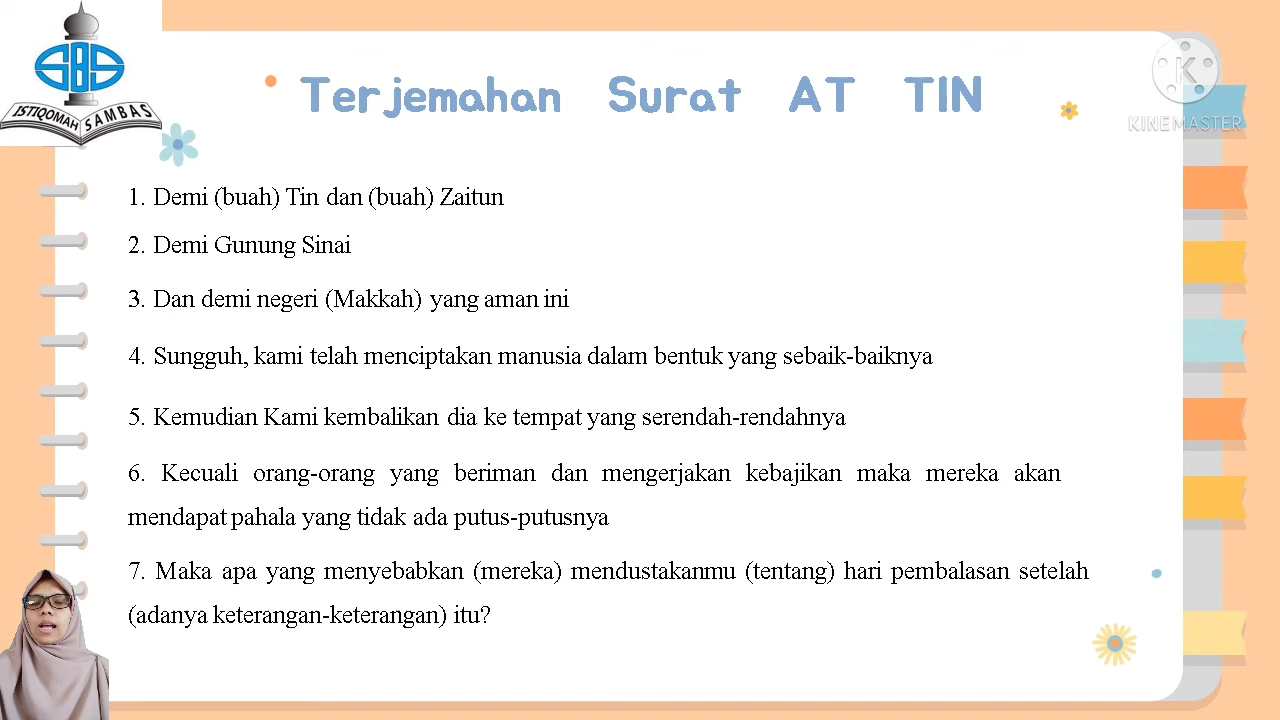 SBS
ISTIQOMAH SAMBAS
Terjemahan Surat AT TIN
K
KINEMASTER
1. Demi (buah) Tin dan (buah) Zaitun
2. Demi Gunung Sinai
3. Dan demi negeri (Makkah) yang aman ini
4. Sungguh, kami telah menciptakan manusia dalam bentuk yang sebaik-baiknya
5. Kemudian Kami kembalikan dia ke tempat yang serendah-rendahnya
6. Kecuali orang-orang yang beriman dan mengerjakan kebajikan maka mereka akan
mendapat pahala yang tidak ada putus-putusnya
7. Maka apa yang menyebabkan (mereka) mendustakanmu (tentang) hari pembalasan setelah
(adanya keterangan-keterangan) itu?